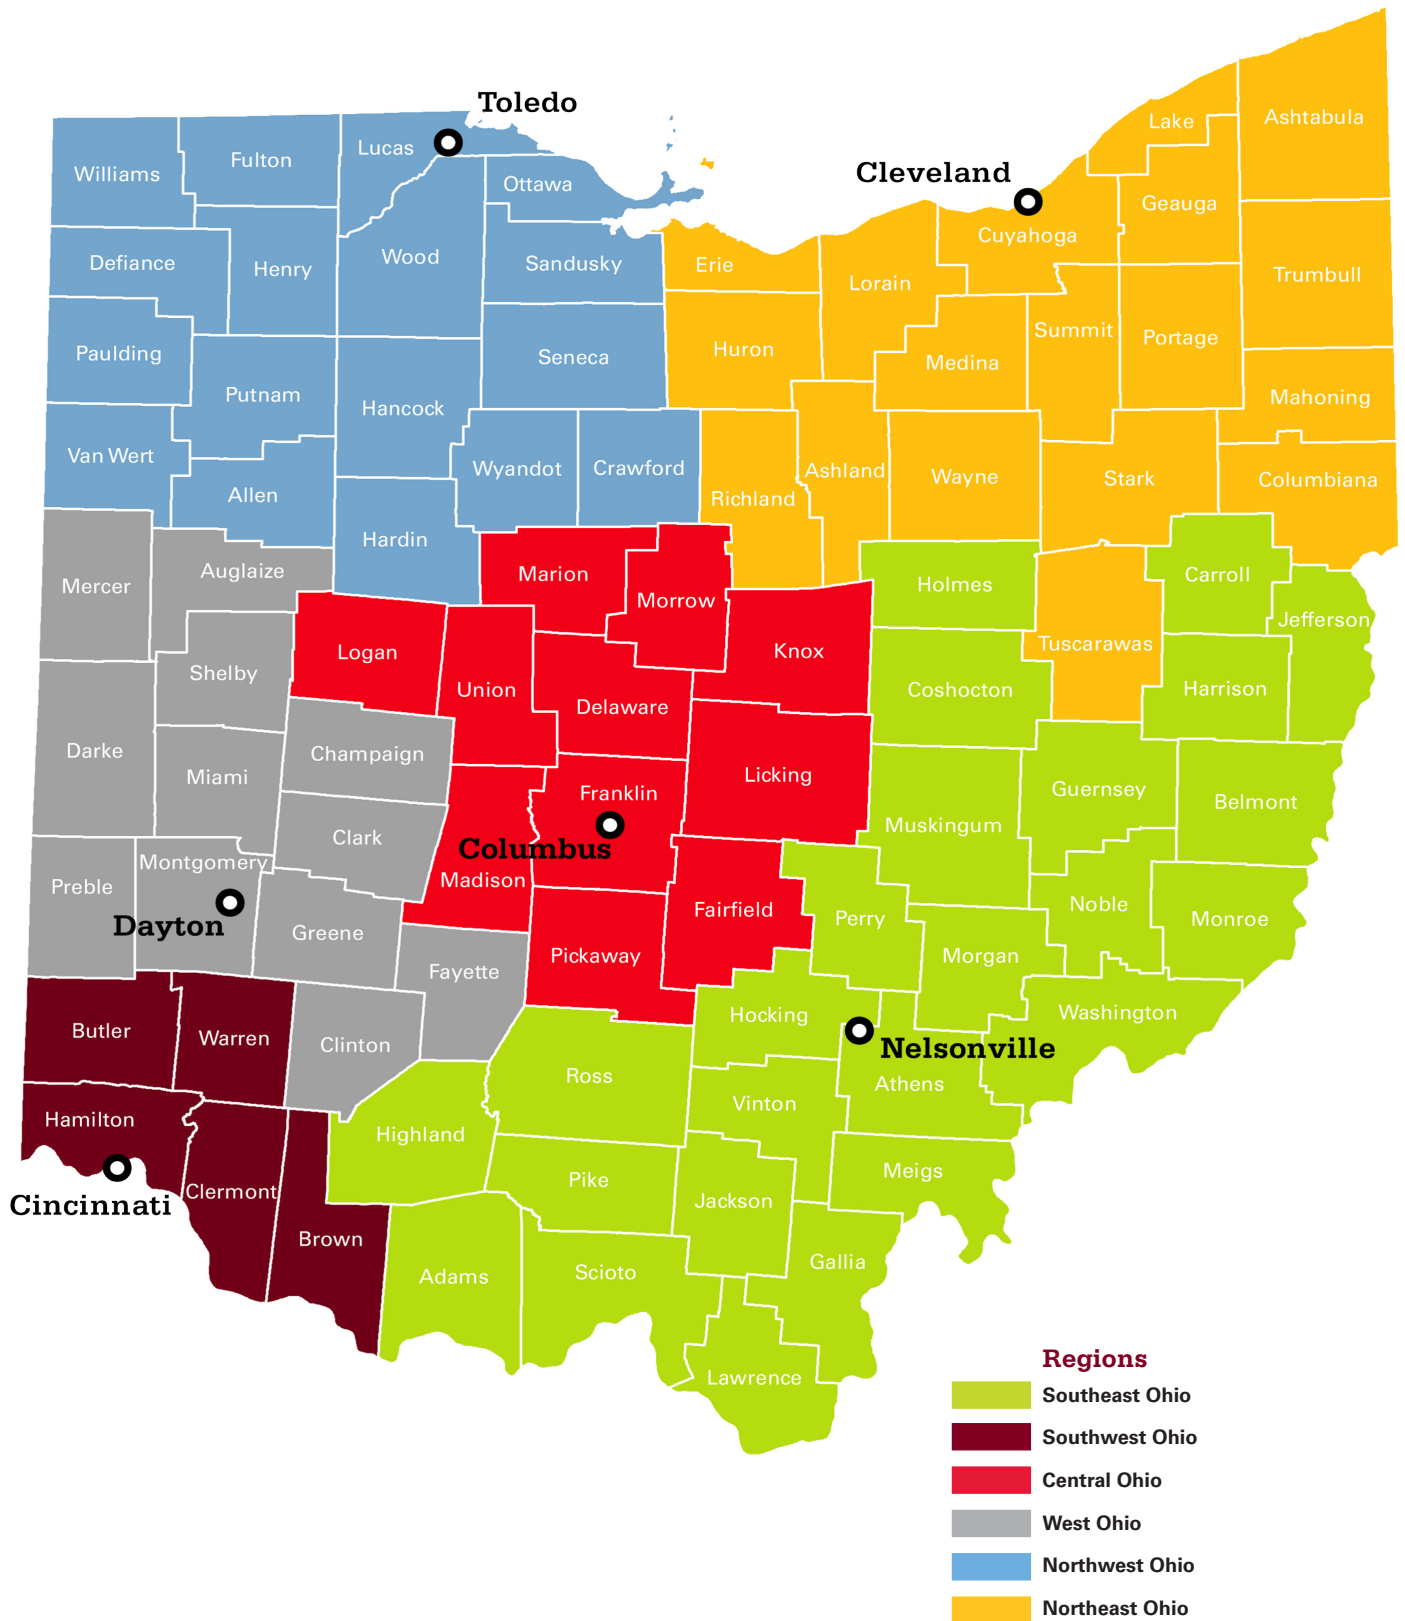 Toledo
Ashtabula
Lake
Lucas
Fulton
Williams
Cleveland
Ottawa
Geauga
Cuyahoga
Wood
Defiance
Henry
Sandusky
Erie
Lorain
Trumbull
Summit
Portage
Paulding
Seneca
Huron
Medina
Putnam
Hancock
Mahoning
Van Wert
Wyandot
Crawford
Ashland
Wayne
Stark
Columbiana
Allen
Richland
Hardin
Mercer
Auglaize
Marion
Holmes
Carroll
Morrow
Jefferson
Logan
Knox
Tuscarawas
Shelby
Union
Coshocton
Harrison
Delaware
Darke
Champaign
Miami
Licking
Guernsey
Belmont
Franklin
Clark
Muskingum
Columbus
Montgomery
Preble
Madison
Fairfield
Perry
Noble
Monroe
Dayton
Greene
Pickaway
Morgan
Fayette
Hocking
Washington
Butler
Warren
Clinton
Nelsonville
Ross
Athens
Vinton
Hamilton
Highland
Meigs
Pike
Clermont
Jackson
Cincinnati
Brown
Gallia
Adams
Scioto
Lawrence
Regions
Southeast Ohio
Southwest Ohio
Central Ohio
West Ohio
Northwest Ohio
Northeast Ohio